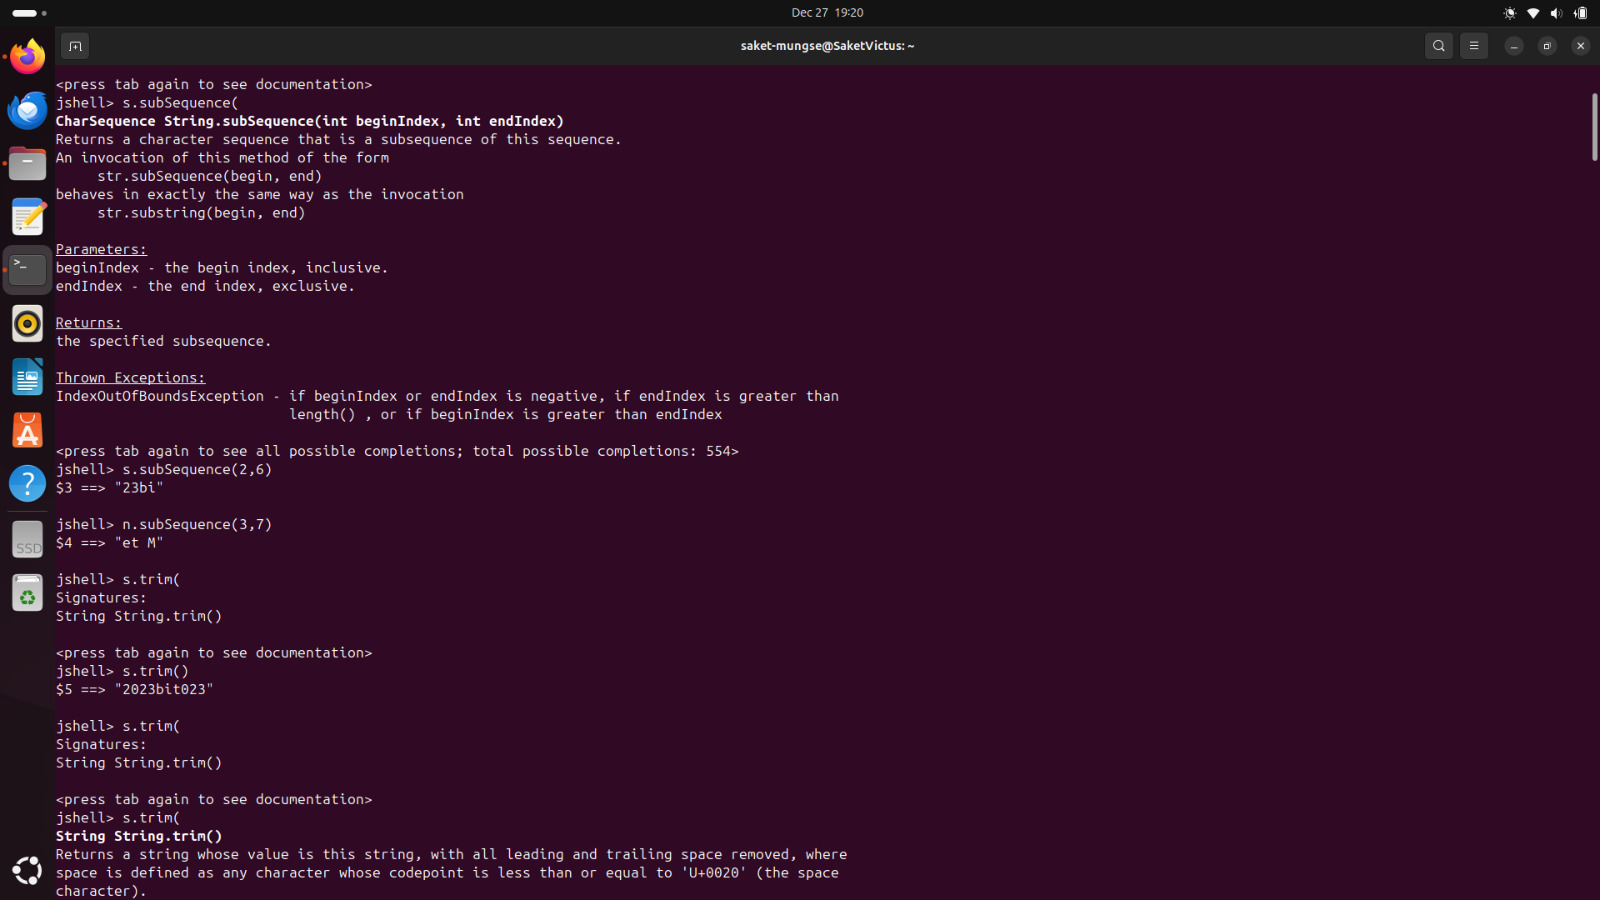 Dec 27 19:20
saket-mungse@SaketVictus: ~
<press tab again to see documentation>
jshell> s.subSequence(
CharSequence String.subSequence(int beginIndex, int endIndex)
Returns a character sequence that is a subsequence of this sequence.
An invocation of this method of the form
str.subSequence(begin, end)
behaves in exactly the same way as the invocation
str.substring(begin, end)
Parameters:
beginIndex - the begin index, inclusive.
endIndex - the end index, exclusive.
Returns:
the specified subsequence.
Thrown Exceptions:
IndexOutOfBoundsException - if beginIndex or endIndex is negative, if endIndex is greater than
length() , or if beginIndex is greater than endIndex
<press tab again to see all possible completions; total possible completions: 554>
jshell> s.subSequence(2,6)
$3 ==> "23bi"
jshell> n.subSequence(3,7)
$4 ==> "et M"
jshell> s.trim(
Signatures:
String String.trim()
<press tab again to see documentation>
jshell> s.trim()
$5 ==> "2023bit023"
jshell> s.trim(
Signatures:
String String.trim()
<press tab again to see documentation>
jshell> s.trim(
String String.trim()
Returns a string whose value is this string, with all leading and trailing space removed, where
space is defined as any character whose codepoint is less than or equal to 'U+0020' (the space
character).
SSD